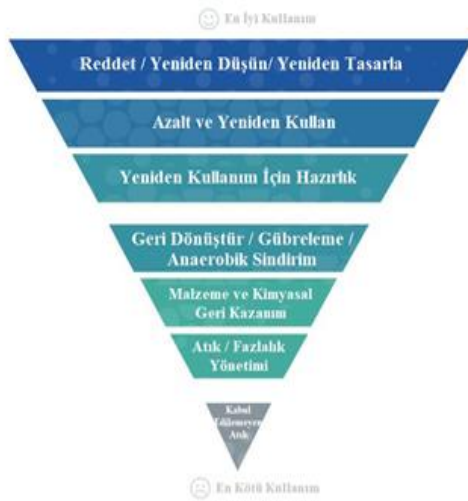 En İyi Kullanım
Reddet / Yeniden Düşün/ Yeniden Tasarla
Azalt ve Yeniden Kullan
Yeniden Kullanım İçin Hazırlık
Geri Dönüştür / Gübreleme /
Anaerobik Sindirim
Malzeme ve Kimyasal
Geri Kazanım
Atık / Fazlalık
Yönetimi
Kabul
Edilemeyen
Atık
En Kötü Kullanım